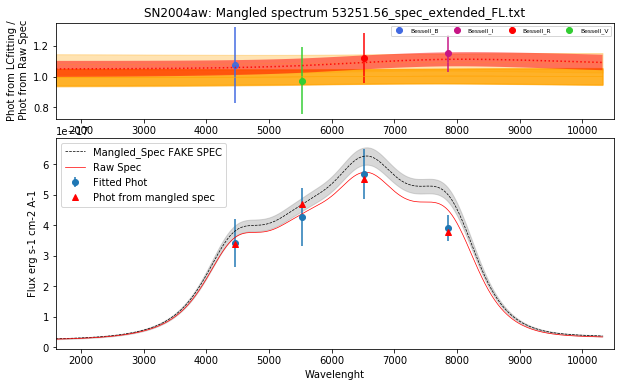 SN2004aw: Mangled spectrum 53251.56_spec_extended_FL.txt
Phot from LCfitting /
Phot from Raw Spec
1.2
1.0
0.8
Bessell_B
Bessell_I
Bessell_R
Bessell_V
2000 3000 4000 5000 6000 7000 8000 9000 10000
1e−17
Flux erg s-1 cm-2 A-1
6
5
4
3
2
1
0
Mangled_Spec FAKE SPEC
Raw Spec
Fitted Phot
Phot from mangled spec
2000 3000 4000 5000 6000 7000 8000 9000 10000
Wavelenght